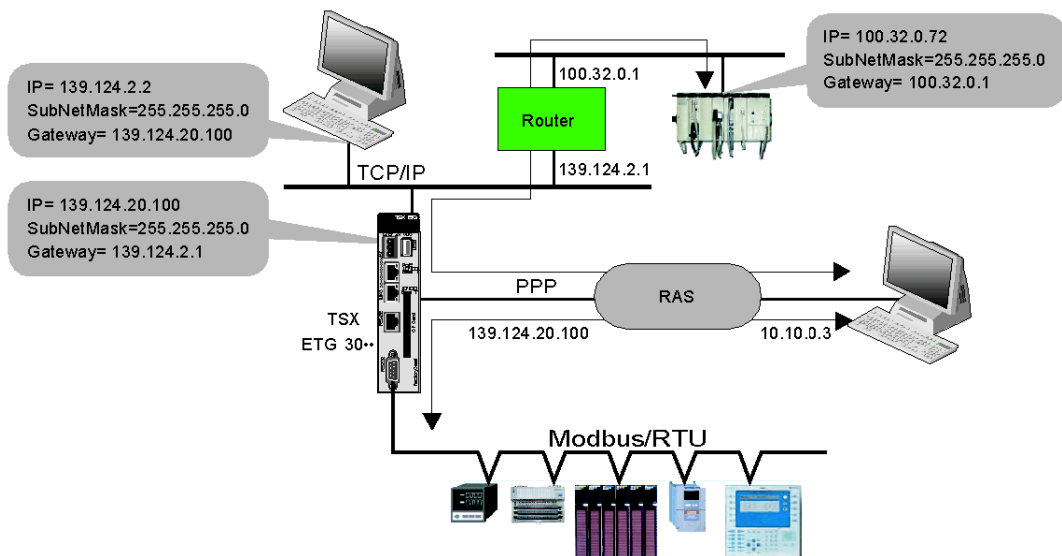 IP= 139.124.2.2
SubNetMask=255.255.255.0
Gateway= 139.124.20.100
IP= 100.32.0.72
SubNetMask=255.255.255.0
Gateway= 100.32.0.1
100.32.0.1
Router
139.124.2.1
TCP/IP
IP= 139.124.20.100
SubNetMask=255.255.255.0
Gateway= 139.124.2.1
PPP
RAS
TSX
ETG 30••
139.124.20.100
10.10.0.3
Modbus/RTU